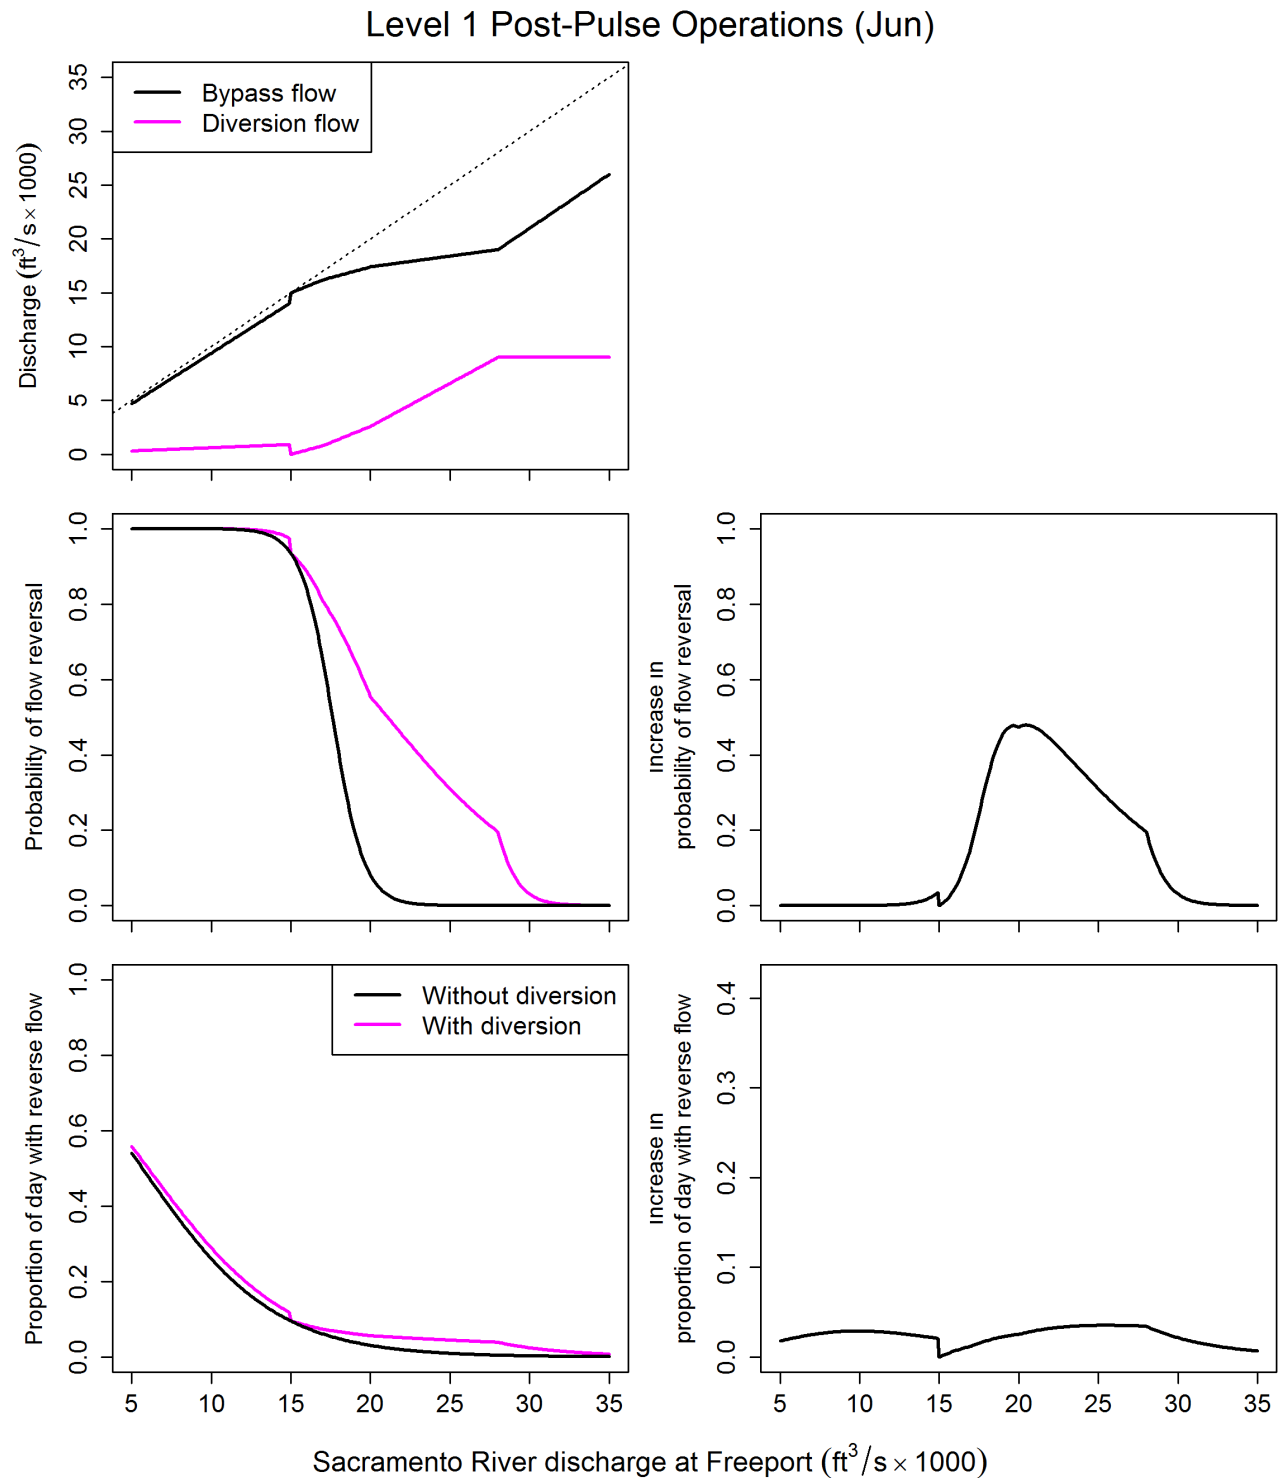 Level 1 Post-Pulse Operations (Jun)
Discharge (ft³/s × 1000)
35
30
25
20
15
10
5
0
Bypass flow
Diversion flow
Probability of flow reversal
1.0
0.8
0.6
0.4
0.2
0.0
Increase in
probability of flow reversal
1.0
0.8
0.6
0.4
0.2
0.0
Proportion of day with reverse flow
1.0
0.8
0.6
0.4
0.2
0.0
Without diversion
With diversion
5 10 15 20 25 30 35
Increase in
proportion of day with reverse flow
0.4
0.3
0.2
0.1
0.0
5 10 15 20 25 30 35
Sacramento River discharge at Freeport (ft³/s × 1000)